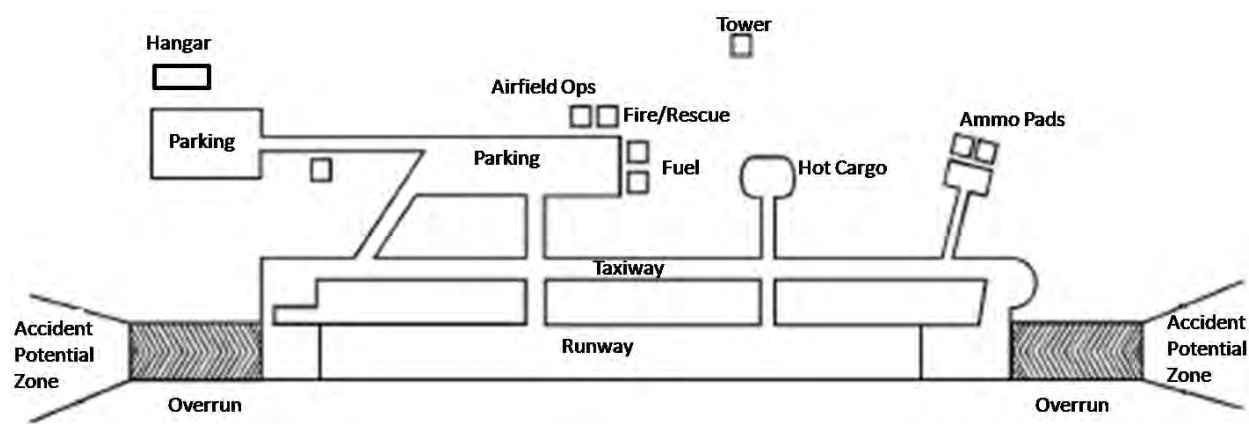 Tower
Hangar
Airfield Ops
Fire/Rescue
Ammo Pads
Parking
Parking
Fuel
Hot Cargo
Taxiway
Accident
Potential
Zone
Runway
Accident
Potential
Zone
Overrun
Overrun